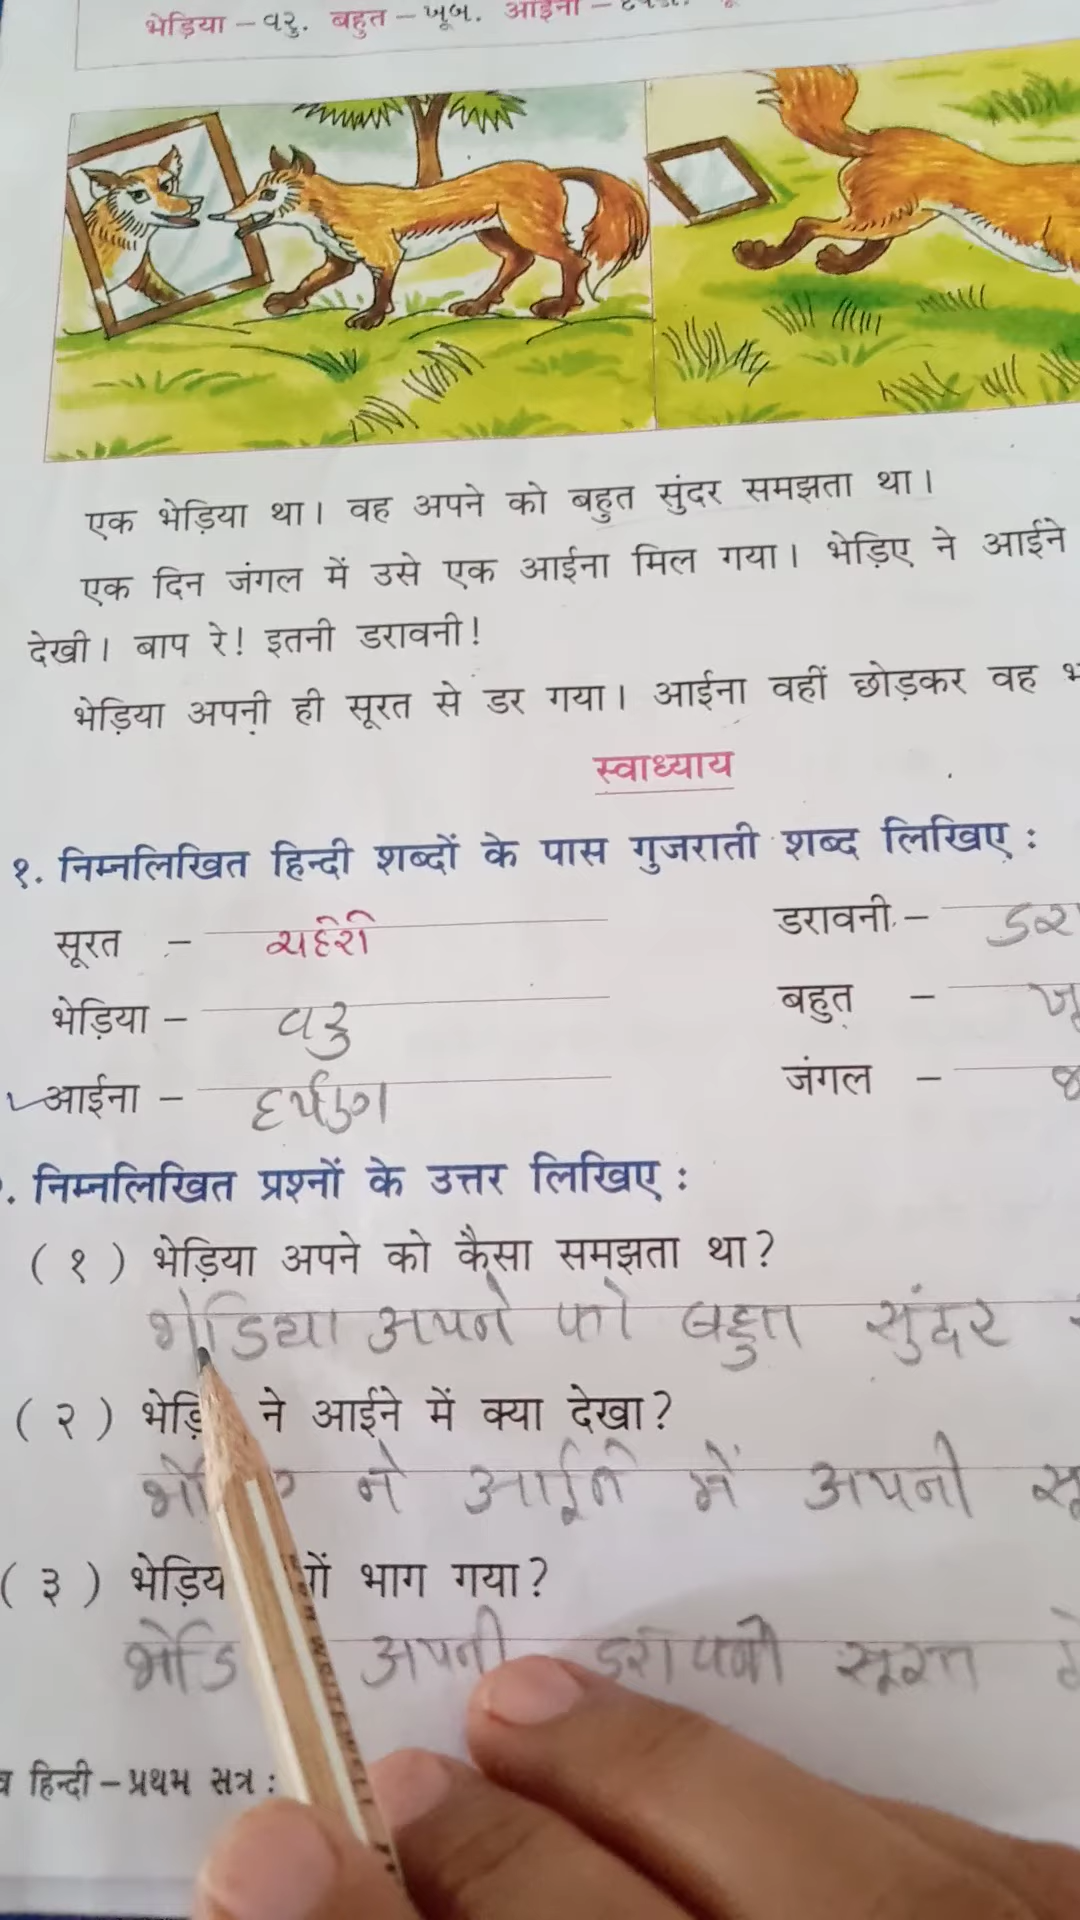 भेड़िया – વરુ. बहुत – ખૂબ. आईना –
एक भेड़िया था। वह अपने को बहुत सुंदर समझता था।
एक दिन जंगल में उसे एक आईना मिल गया। भेड़िए ने आईने
देखी। बाप रे! इतनी डरावनी!
भेड़िया अपनी ही सूरत से डर गया। आईना वहीं छोड़कर वह
स्वाध्याय
१. निम्नलिखित हिन्दी शब्दों के पास गुजराती शब्द लिखिए :
सूरत – ચહેરો डरावनी –
भेड़िया – વરુ बहुत –
आईना – जंगल –
निम्नलिखित प्रश्नों के उत्तर लिखिए :
( १ ) भेड़िया अपने को कैसा समझता था?
भेडिया अपने को बहुत सुंदर
( २ ) ने आईने में क्या देखा?
ने आईने में अपनी
( ३ ) भाग गया?
अपनी डरावनी सूरत
हिन्दी – प्रथम सत्र :